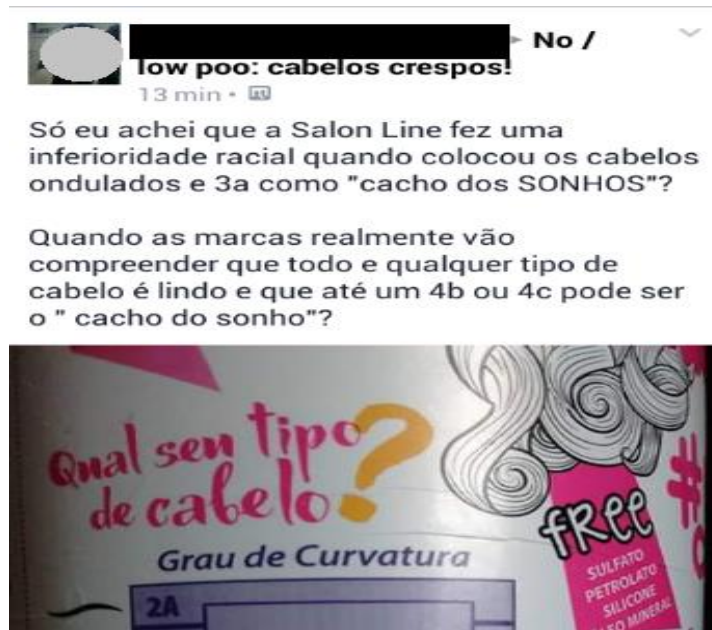 No /
low poo: cabelos crespos!
13 min
Só eu achei que a Salon Line fez uma
inferioridade racial quando colocou os cabelos
ondulados e 3a como "cacho dos SONHOS"?
Quando as marcas realmente vão
compreender que todo e qualquer tipo de
cabelo é lindo e que até um 4b ou 4c pode ser
o " cacho do sonho"?
Qual seu tipo
de cabelo?
Grau de Curvatura
2A
fRee
SULFATO
PETROLATO
SILICONE
MINERAL
#